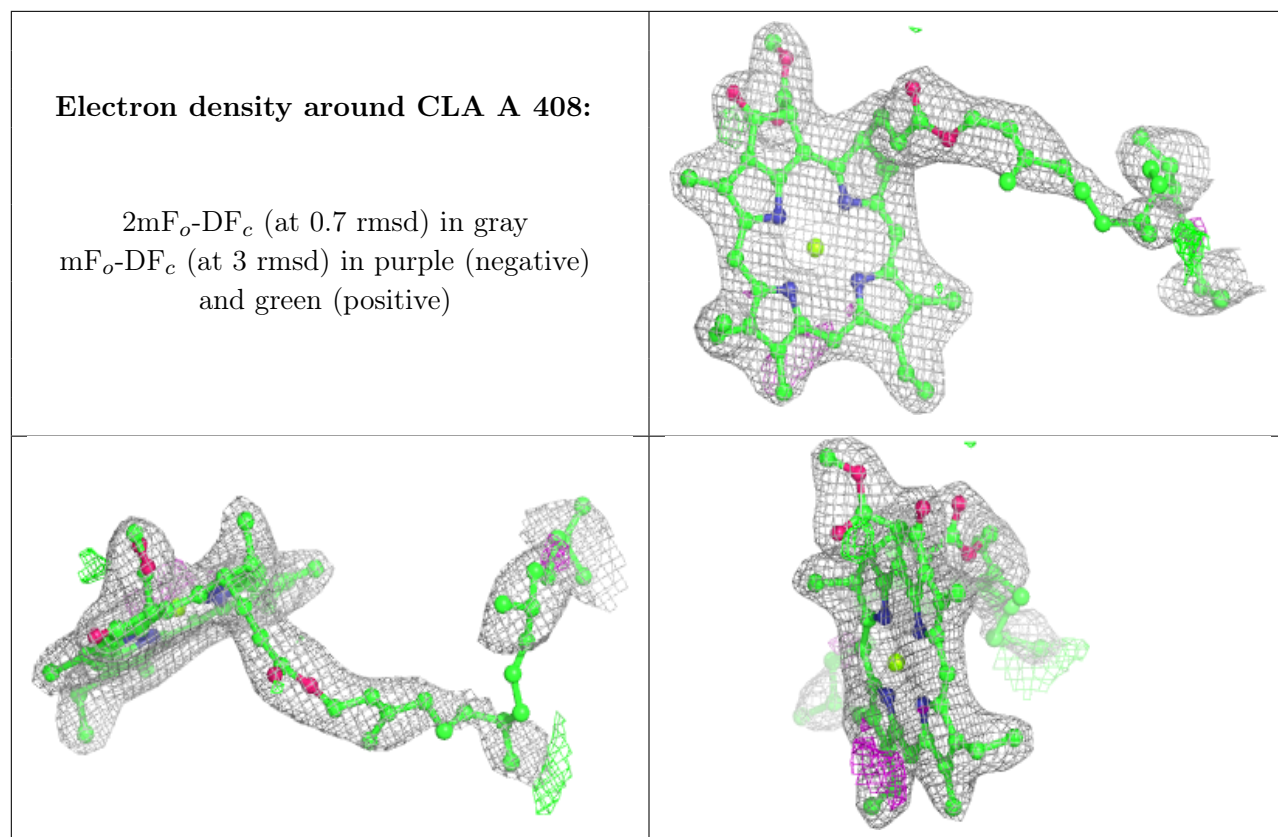 Electron density around CLA A 408:
2mFo-DFc (at 0.7 rmsd) in gray
mFo-DFc (at 3 rmsd) in purple (negative)
and green (positive)